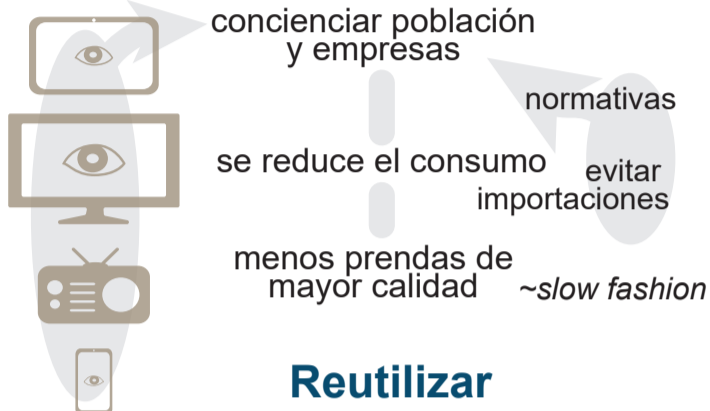 concienciar población
y empresas
normativas
se reduce el consumo
evitar
importaciones
menos prendas de
mayor calidad
~slow fashion
Reutilizar